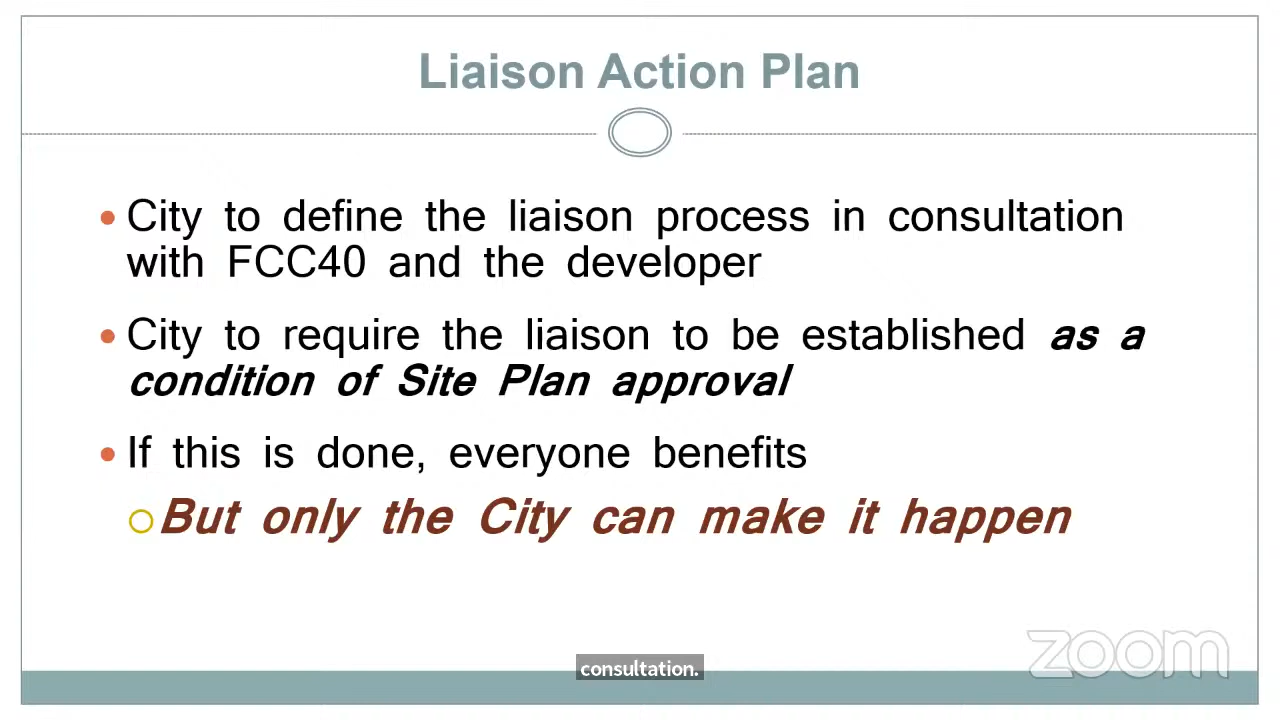 Liaison Action Plan
City to define the liaison process in consultation
with FCC40 and the developer
City to require the liaison to be established as a
condition of Site Plan approval
If this is done, everyone benefits
But only the City can make it happen
zoom
consultation.